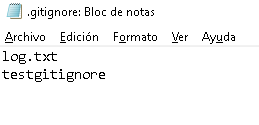 .gitignore: Bloc de notas
Archivo Edición Formato Ver Ayuda
log.txt
testgitignore